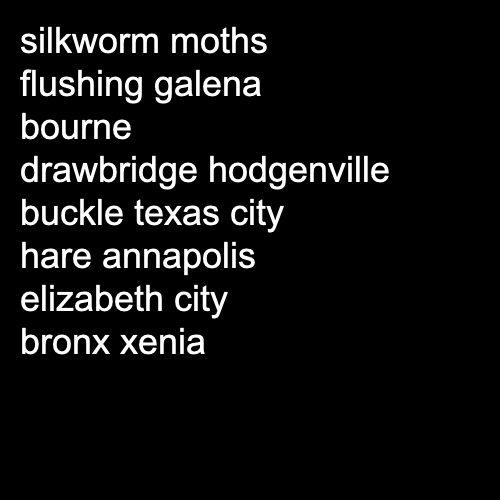 silkworm moths
flushing galena
bourne
drawbridge hodgenville
buckle texas city
hare annapolis
elizabeth city
bronx xenia